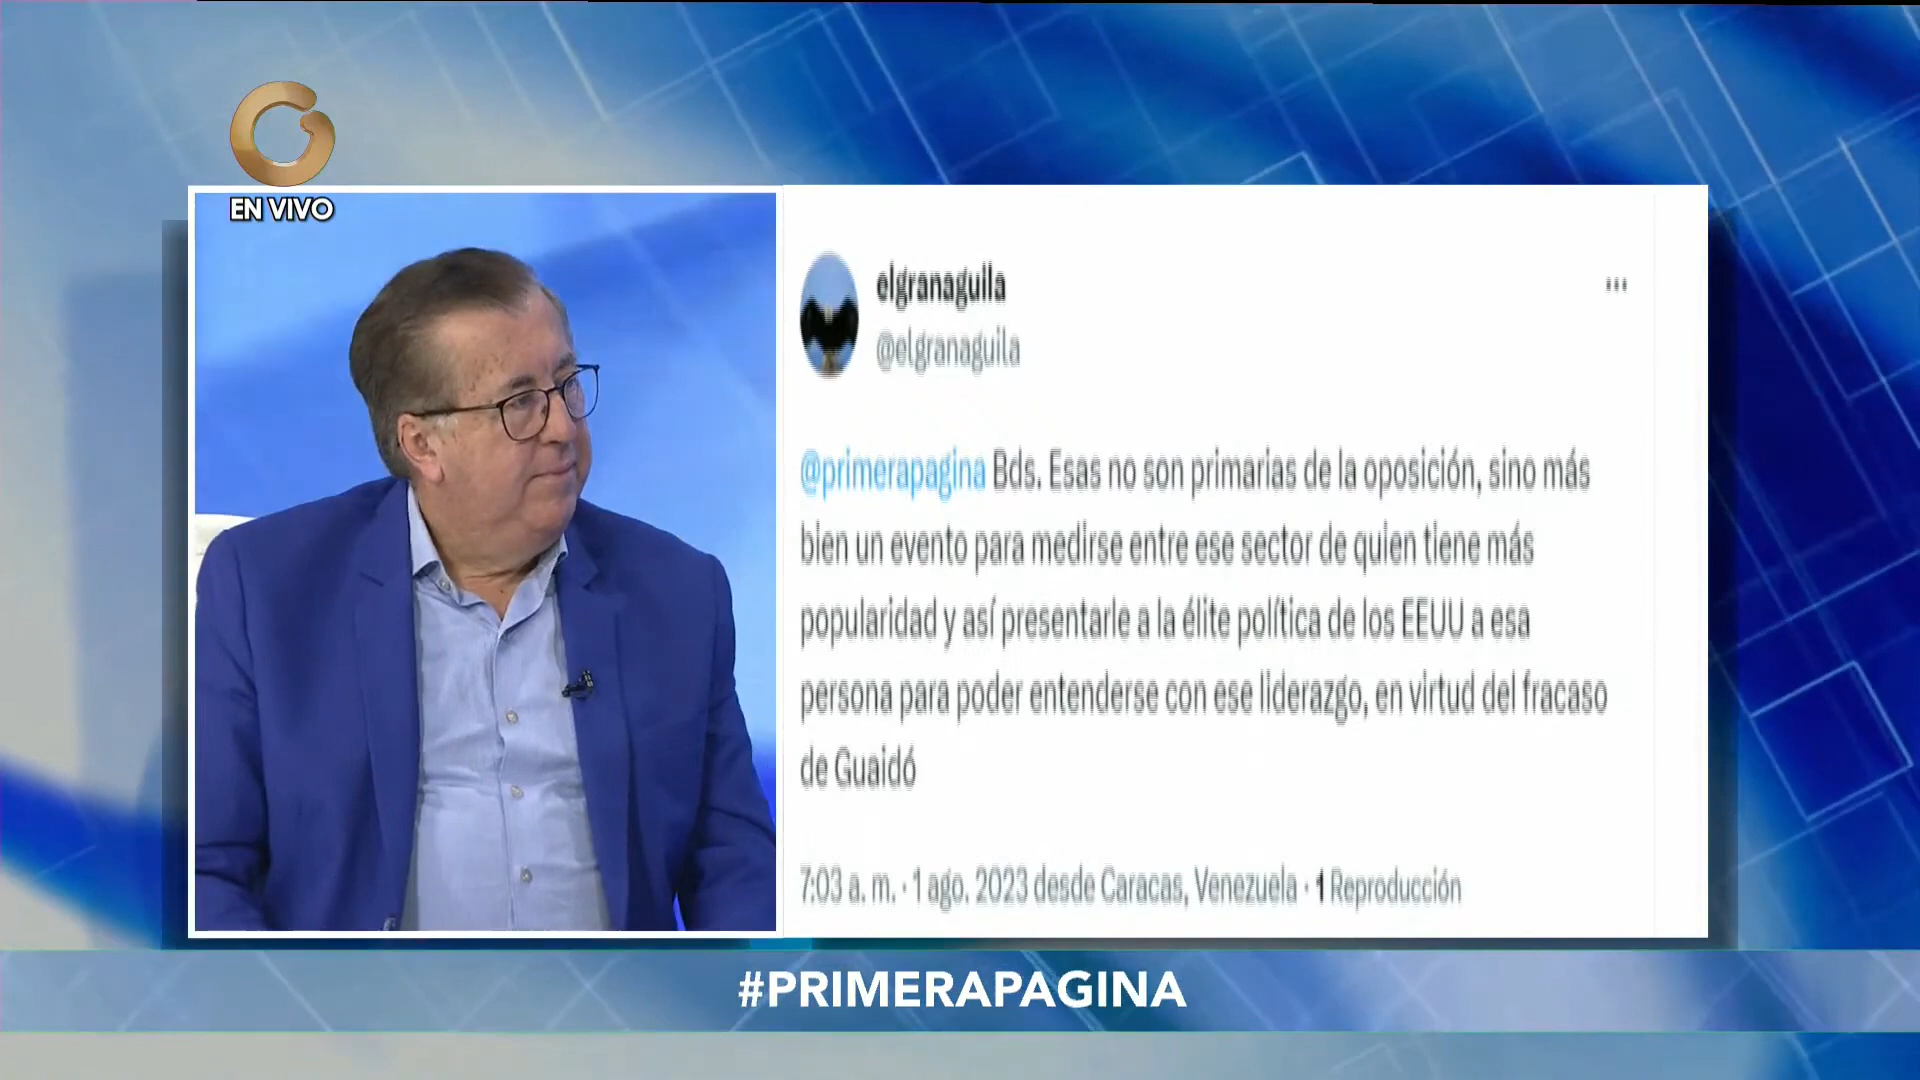 EN VIVO
elgranaguila
@elgranaguila
@primerapagina Bds. Esas no son primarias de la oposición, sino más
bien un evento para medirse entre ese sector de quien tiene más
popularidad y así presentarle a la élite política de los EEUU a esa
persona para poder entenderse con ese liderazgo, en virtud del fracaso
de Guaidó
7:03 a. m. · 1 ago. 2023 desde Caracas, Venezuela · 1 Reproducción
#PRIMERAPAGINA